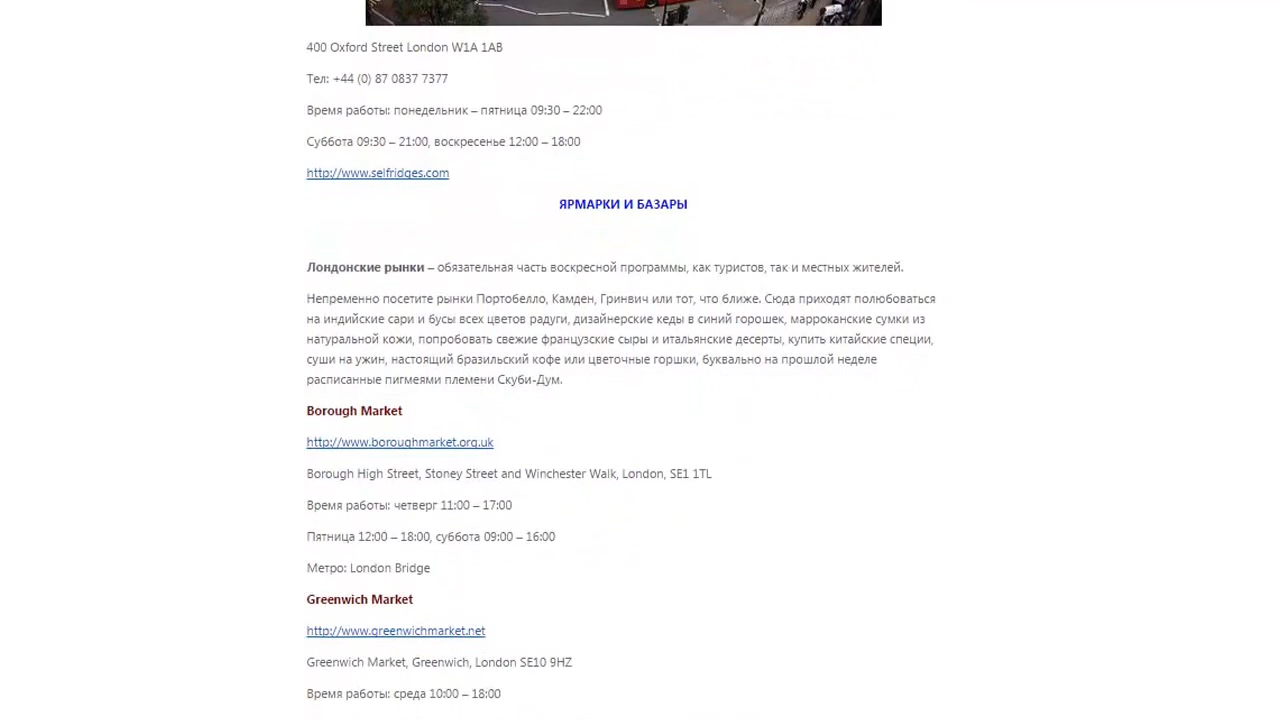 400 Oxford Street London W1A 1AB
Тел: +44 (0) 87 0837 7377
Время работы: понедельник – пятница 09:30 – 22:00
Суббота 09:30 – 21:00, воскресенье 12:00 – 18:00
http://www.selfridges.com
ЯРМАРКИ И БАЗАРЫ
Лондонские рынки – обязательная часть воскресной программы, как туристов, так и местных жителей.
Непременно посетите рынки Портобелло, Камден, Гринвич или тот, что ближе. Сюда приходят полюбоваться
на индийские сари и бусы всех цветов радуги, дизайнерские кеды в синий горошек, марроканские сумки из
натуральной кожи, попробовать свежие французские сыры и итальянские десерты, купить китайские специи,
суши на ужин, настоящий бразильский кофе или цветочные горшки, буквально на прошлой неделе
расписанные пигмеями племени Скуби-Дум.
Borough Market
http://www.boroughmarket.org.uk
Borough High Street, Stoney Street and Winchester Walk, London, SE1 1TL
Время работы: четверг 11:00 – 17:00
Пятница 12:00 – 18:00, суббота 09:00 – 16:00
Метро: London Bridge
Greenwich Market
http://www.greenwichmarket.net
Greenwich Market, Greenwich, London SE10 9HZ
Время работы: среда 10:00 – 18:00